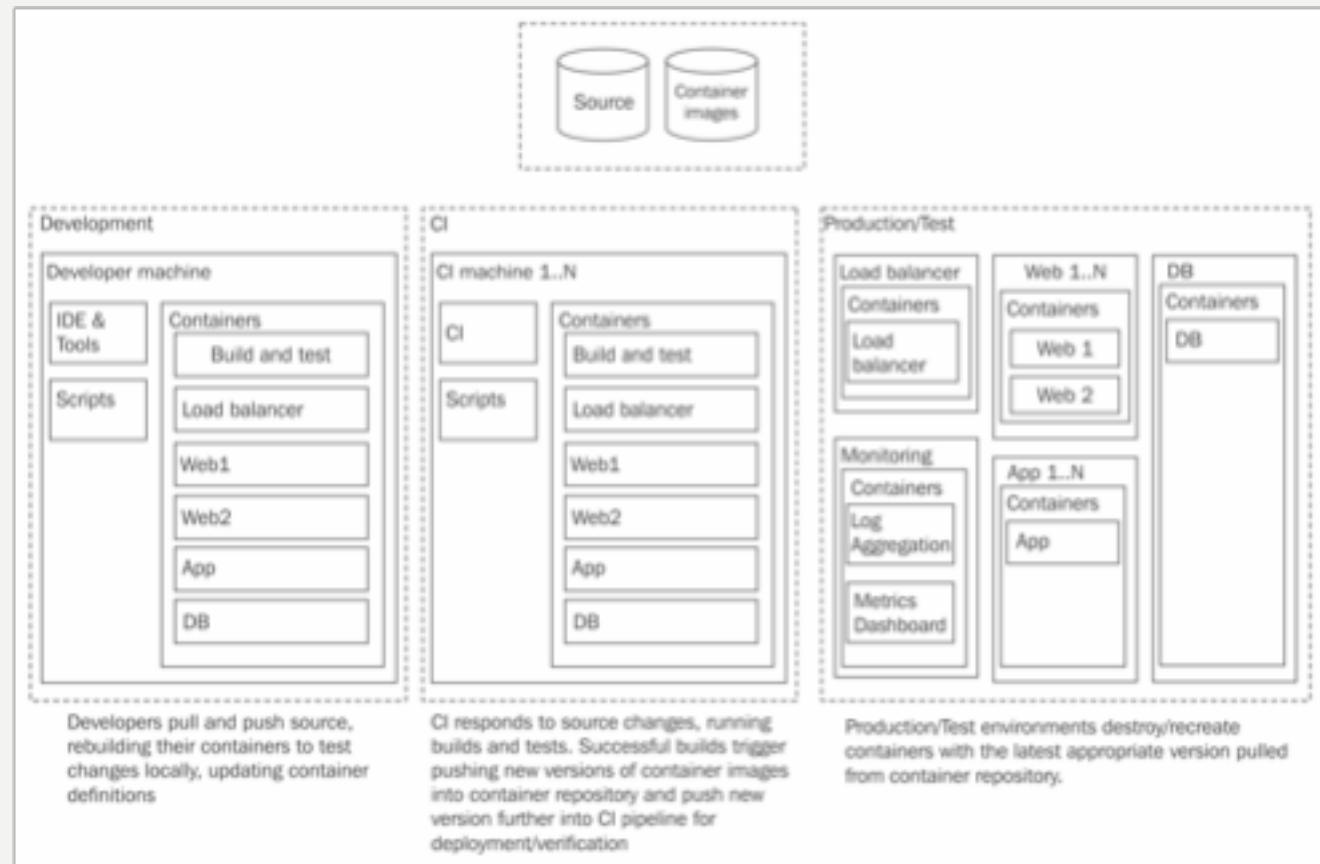 Source
Container
images
Development
Developer machine
IDE &
Tools
Scripts
Containers
Build and test
Load balancer
Web1
Web2
App
DB
Developers pull and push source,
rebuilding their containers to test
changes locally, updating container
definitions
CI
CI machine 1..N
CI
Scripts
Containers
Build and test
Load balancer
Web1
Web2
App
DB
CI responds to source changes, running
builds and tests. Successful builds trigger
pushing new versions of container images
into container repository and push new
version further into CI pipeline for
deployment/verification
Production/Test
Load balancer
Containers
Load
balancer
Monitoring
Containers
Log
Aggregation
Metrics
Dashboard
Web 1..N
Containers
Web 1
Web 2
App 1..N
Containers
App
DB
Containers
DB
Production/Test environments destroy/recreate
containers with the latest appropriate version pulled
from container repository.